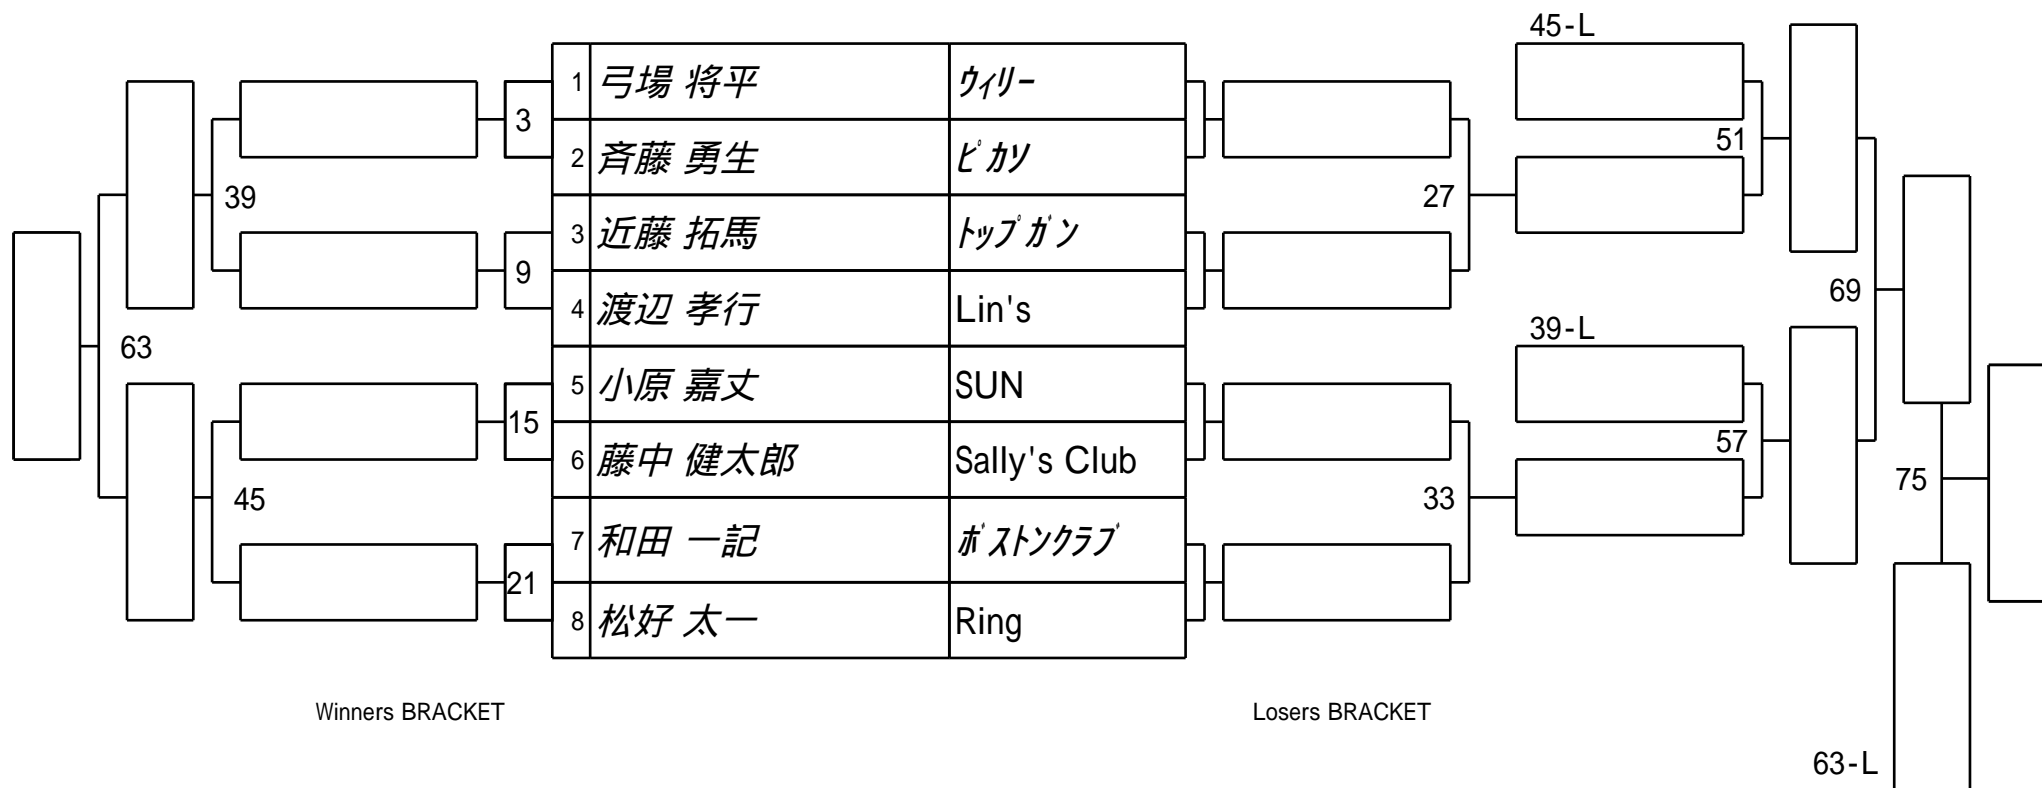 45-L
1 弓場 将平 ウィリー
3
51
2 斉藤 勇生 ピカソ
39
27
3 近藤 拓馬 トップガン
9
69
4 渡辺 孝行 Lin's
39-L
63
5 小原 嘉丈 SUN
15
57
6 藤中 健太郎 Sally's Club
75
45
33
7 和田 一記 ボストンクラブ
21
8 松好 太一 Ring
Winners BRACKET
Losers BRACKET
63-L